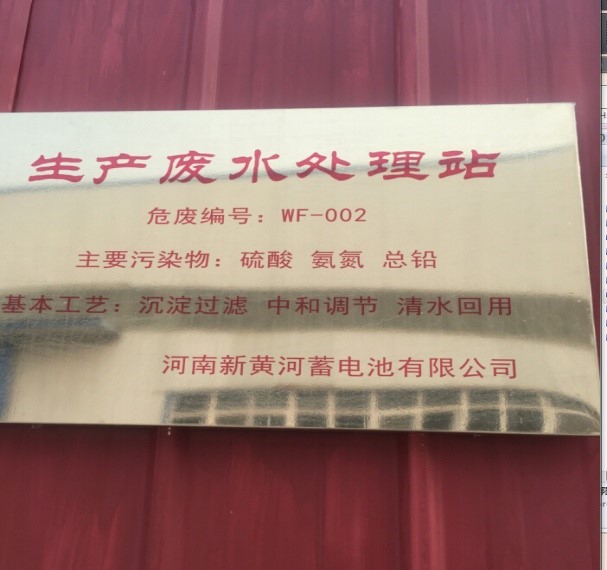 生产废水处理站
危废编号：WF-002
主要污染物：硫酸 氨氮 总铅
基本工艺：沉淀过滤 中和调节 清水回用
河南新黄河蓄电池有限公司